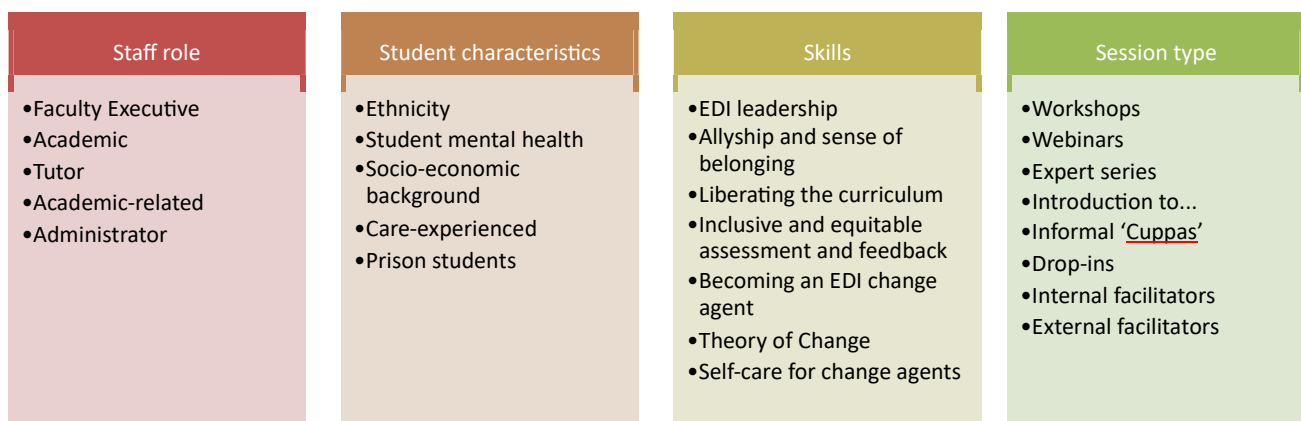 Staff role
•Faculty Executive
•Academic
•Tutor
•Academic-related
•Administrator
Student characteristics
•Ethnicity
•Student mental health
•Socio-economic
background
•Care-experienced
•Prison students
Skills
•EDI leadership
•Allyship and sense of
belonging
•Liberating the curriculum
•Inclusive and equitable
assessment and feedback
•Becoming an EDI change
agent
•Theory of Change
•Self-care for change agents
Session type
•Workshops
•Webinars
•Expert series
•Introduction to...
•Informal ‘Cuppas’
•Drop-ins
•Internal facilitators
•External facilitators